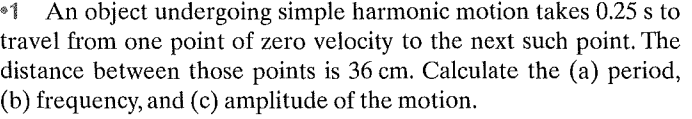 •1 An object undergoing simple harmonic motion takes 0.25 s to
travel from one point of zero velocity to the next such point. The
distance between those points is 36 cm. Calculate the (a) period,
(b) frequency, and (c) amplitude of the motion.